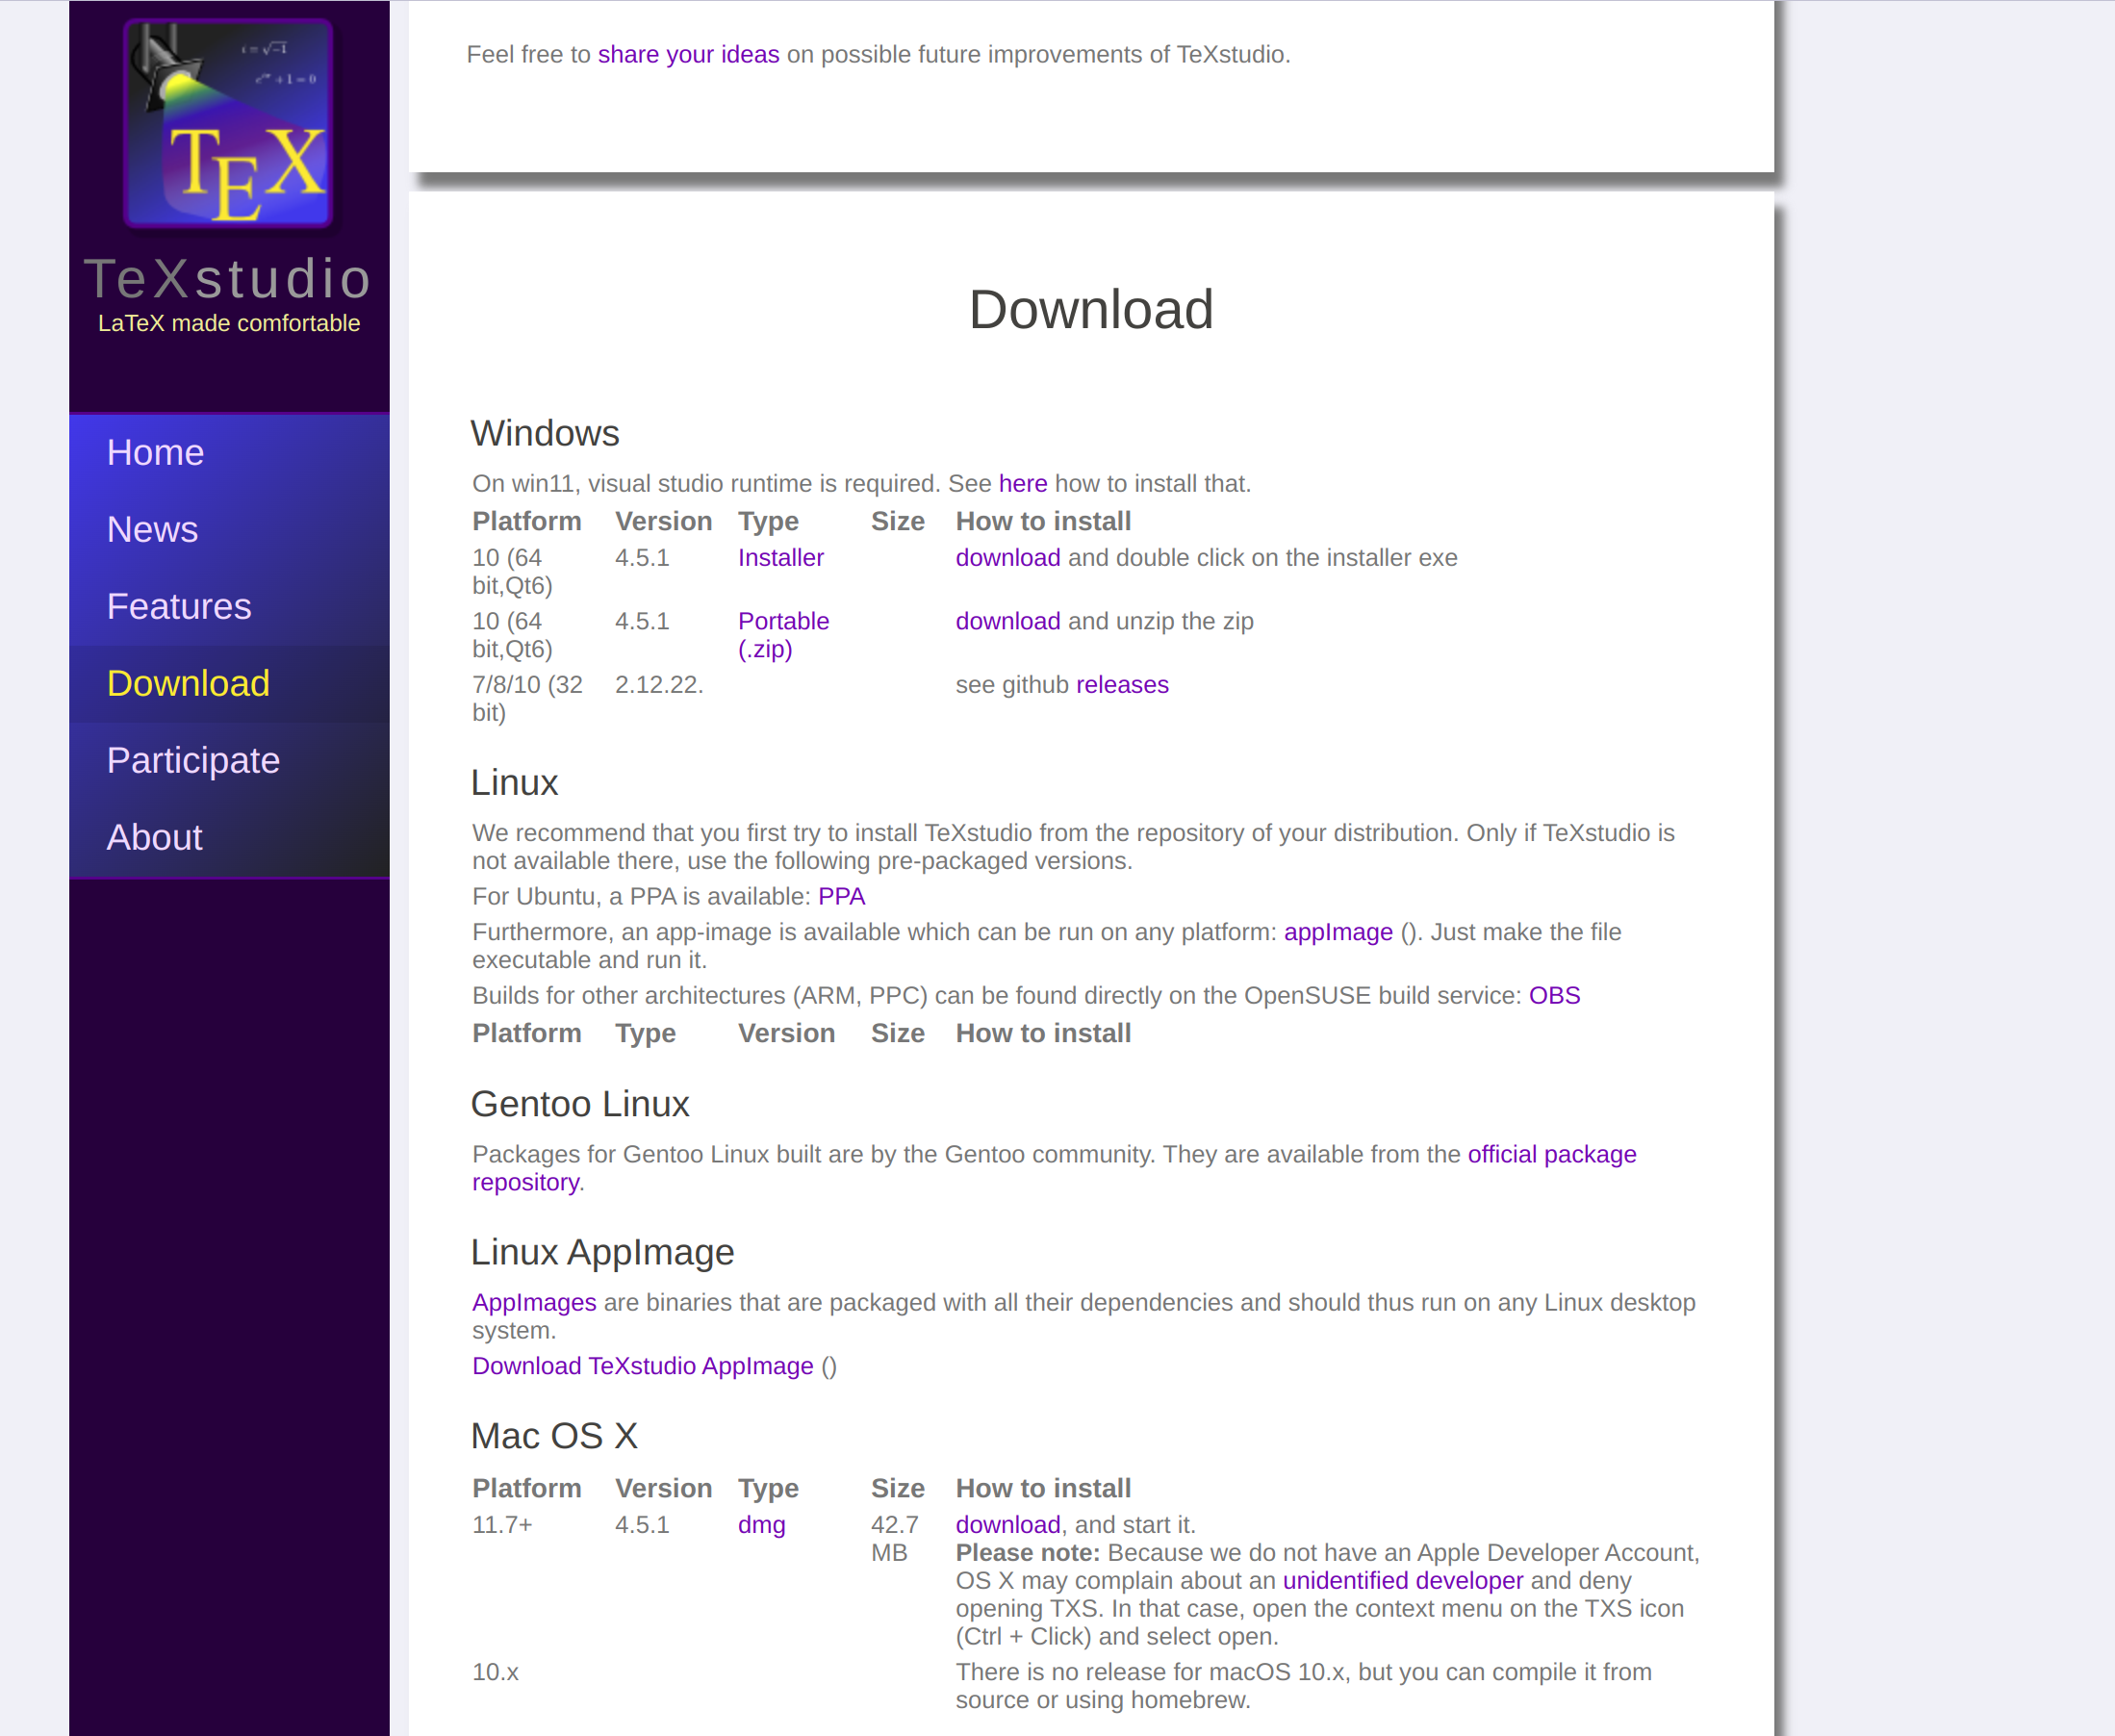 i = √−1
e^iπ + 1 = 0
TEX
TeXstudio
LaTeX made comfortable
Home
News
Features
Download
Participate
About
Feel free to share your ideas on possible future improvements of TeXstudio.
Download
Windows
On win11, visual studio runtime is required. See here how to install that.
Platform Version Type Size How to install
10 (64 4.5.1 Installer download and double click on the installer exe
bit,Qt6)
10 (64 4.5.1 Portable download and unzip the zip
bit,Qt6) (.zip)
7/8/10 (32 2.12.22. see github releases
bit)
Linux
We recommend that you first try to install TeXstudio from the repository of your distribution. Only if TeXstudio is
not available there, use the following pre-packaged versions.
For Ubuntu, a PPA is available: PPA
Furthermore, an app-image is available which can be run on any platform: appImage (). Just make the file
executable and run it.
Builds for other architectures (ARM, PPC) can be found directly on the OpenSUSE build service: OBS
Platform Type Version Size How to install
Gentoo Linux
Packages for Gentoo Linux built are by the Gentoo community. They are available from the official package
repository.
Linux AppImage
AppImages are binaries that are packaged with all their dependencies and should thus run on any Linux desktop
system.
Download TeXstudio AppImage ()
Mac OS X
Platform Version Type Size How to install
11.7+ 4.5.1 dmg 42.7 download, and start it.
MB Please note: Because we do not have an Apple Developer Account,
OS X may complain about an unidentified developer and deny
opening TXS. In that case, open the context menu on the TXS icon
(Ctrl + Click) and select open.
10.x There is no release for macOS 10.x, but you can compile it from
source or using homebrew.